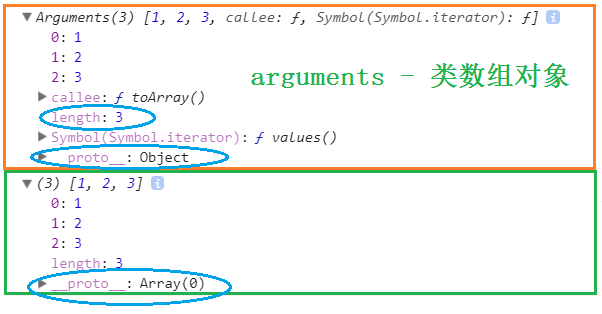 ▼ Arguments(3) [1, 2, 3, callee: ƒ, Symbol(Symbol.iterator): ƒ] i
0: 1
1: 2
2: 3
arguments - 类数组对象
▶ callee: ƒ toArray()
length: 3
▶ Symbol(Symbol.iterator): ƒ values()
▶ __proto__: Object
▼ (3) [1, 2, 3] i
0: 1
1: 2
2: 3
length: 3
▶ __proto__: Array(0)